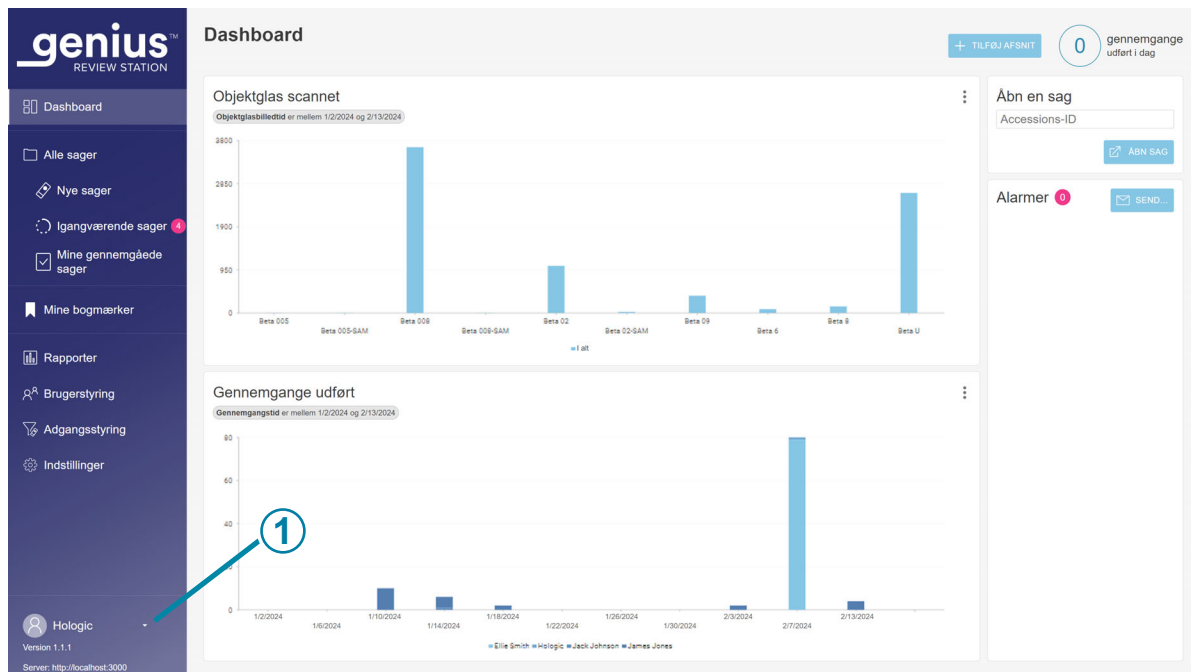 genius™
REVIEW STATION
Dashboard
Alle sager
Nye sager
Igangværende sager 4
Mine gennemgåede
sager
Mine bogmærker
Rapporter
Brugerstyring
Adgangsstyring
Indstillinger
Hologic
Version 1.1.1
Server: http://localhost:3000
Dashboard
+ TILFØJ AFSNIT
0
gennemgange
udført i dag
Objektglas scannet
Objektglasbilledtid er mellem 1/2/2024 og 2/13/2024
3800
2850
1900
950
0
Beta 005
Beta 005-SAM
Beta 008
Beta 008-SAM
Beta 02
Beta 02-SAM
Beta 09
Beta 6
Beta 8
Beta U
I alt
Gennemgange udført
Gennemgangstid er mellem 1/2/2024 og 2/13/2024
80
60
40
0
1/2/2024
1/6/2024
1/10/2024
1/14/2024
1/18/2024
1/22/2024
1/26/2024
1/30/2024
2/3/2024
2/7/2024
2/13/2024
Ellie Smith Hologic Jack Johnson James Jones
1
Åbn en sag
Accessions-ID
ÅBN SAG
Alarmer 0
SEND...